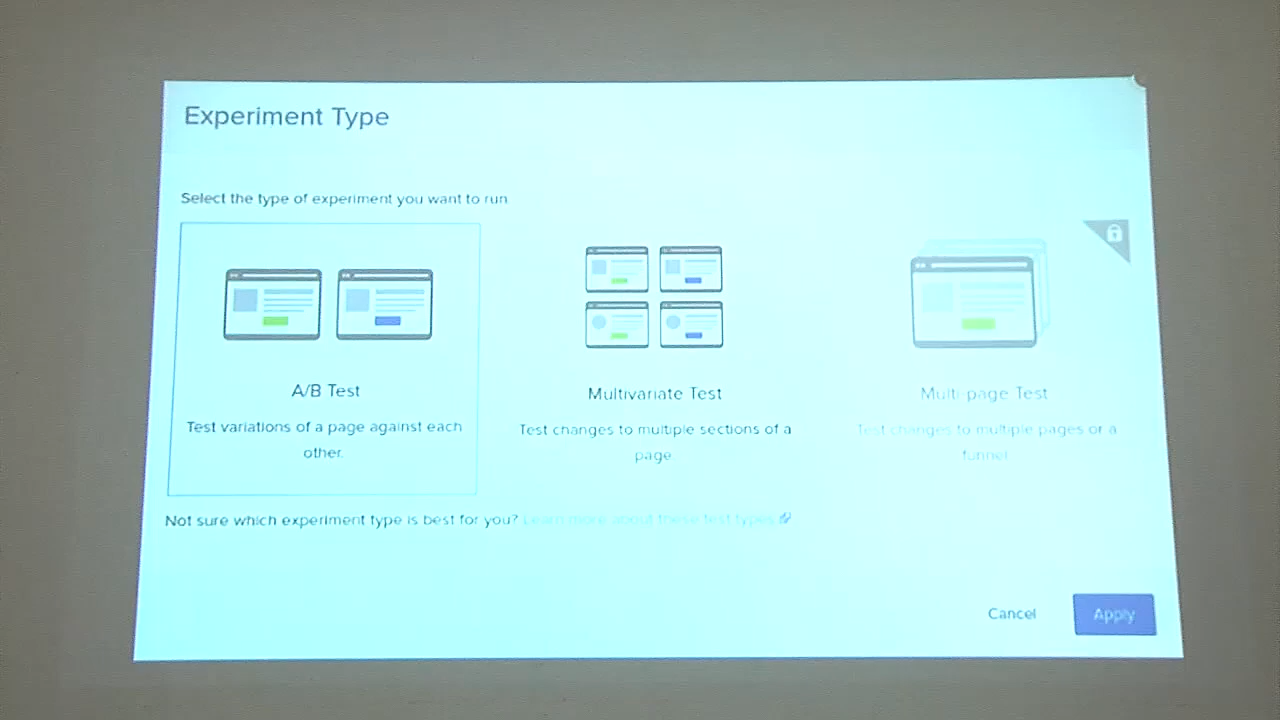 Experiment Type
Select the type of experiment you want to run
A/B Test
Test variations of a page against each
other.
Multivariate Test
Test changes to multiple sections of a
page
Multi page Test
Test changes to multiple pages or a
funnel
Not sure which experiment type is best for you? Learn more about these test types
Cancel
Apply